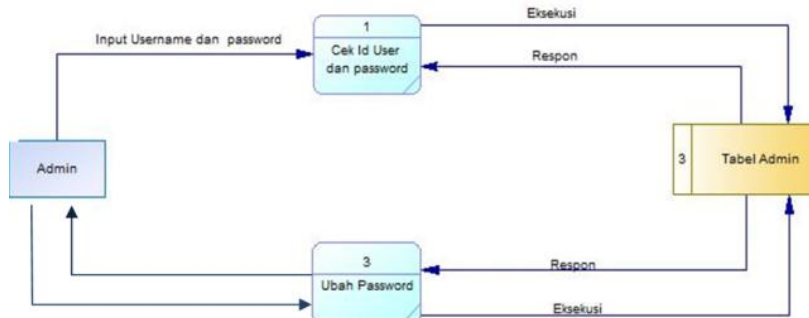 Eksekusi
Input Username dan password
1
Cek Id User
dan password
Respon
Admin
3
Tabel Admin
3
Ubah Password
Respon
Eksekusi